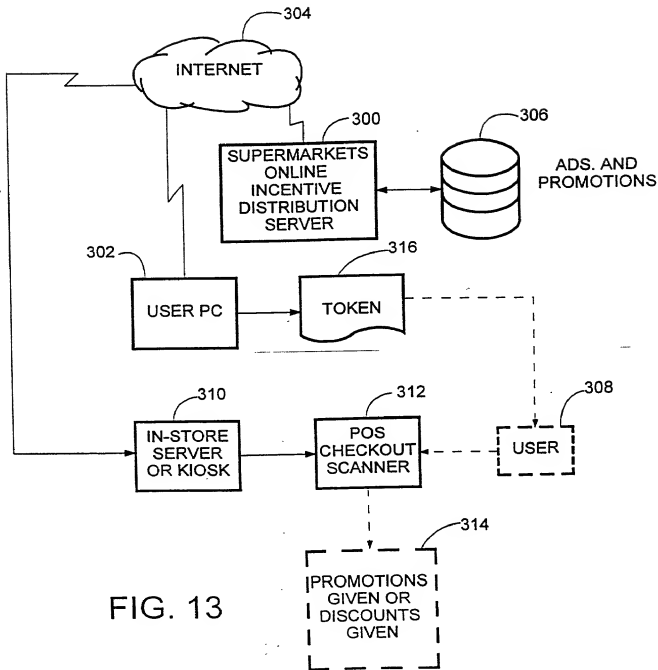 304
INTERNET
300
306
SUPERMARKETS
ONLINE
INCENTIVE
DISTRIBUTION
SERVER
ADS. AND
PROMOTIONS
302
316
USER PC
TOKEN
310
312
308
IN-STORE
SERVER
OR KIOSK
POS
CHECKOUT
SCANNER
USER
314
PROMOTIONS
GIVEN OR
DISCOUNTS
GIVEN
FIG. 13